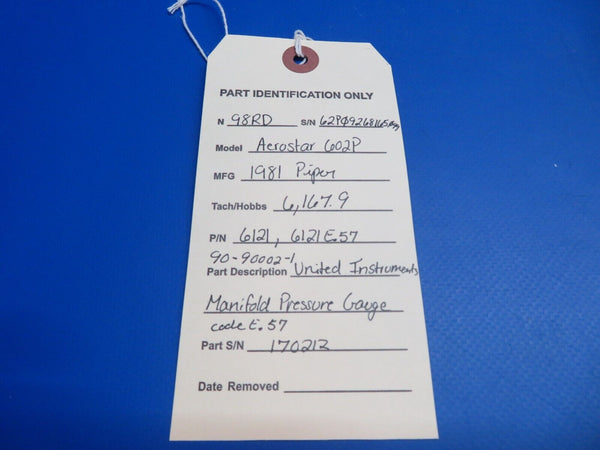 PART IDENTIFICATION ONLY
N 98RD S/N 62PØ9268165
Model Aerostar 602P
MFG 1981 Piper
Tach/Hobbs 6,167.9
P/N 6121, 6121E.57
90-90002-1
Part Description United Instruments
Manifold Pressure Gauge
code E.57
Part S/N 170212
Date Removed